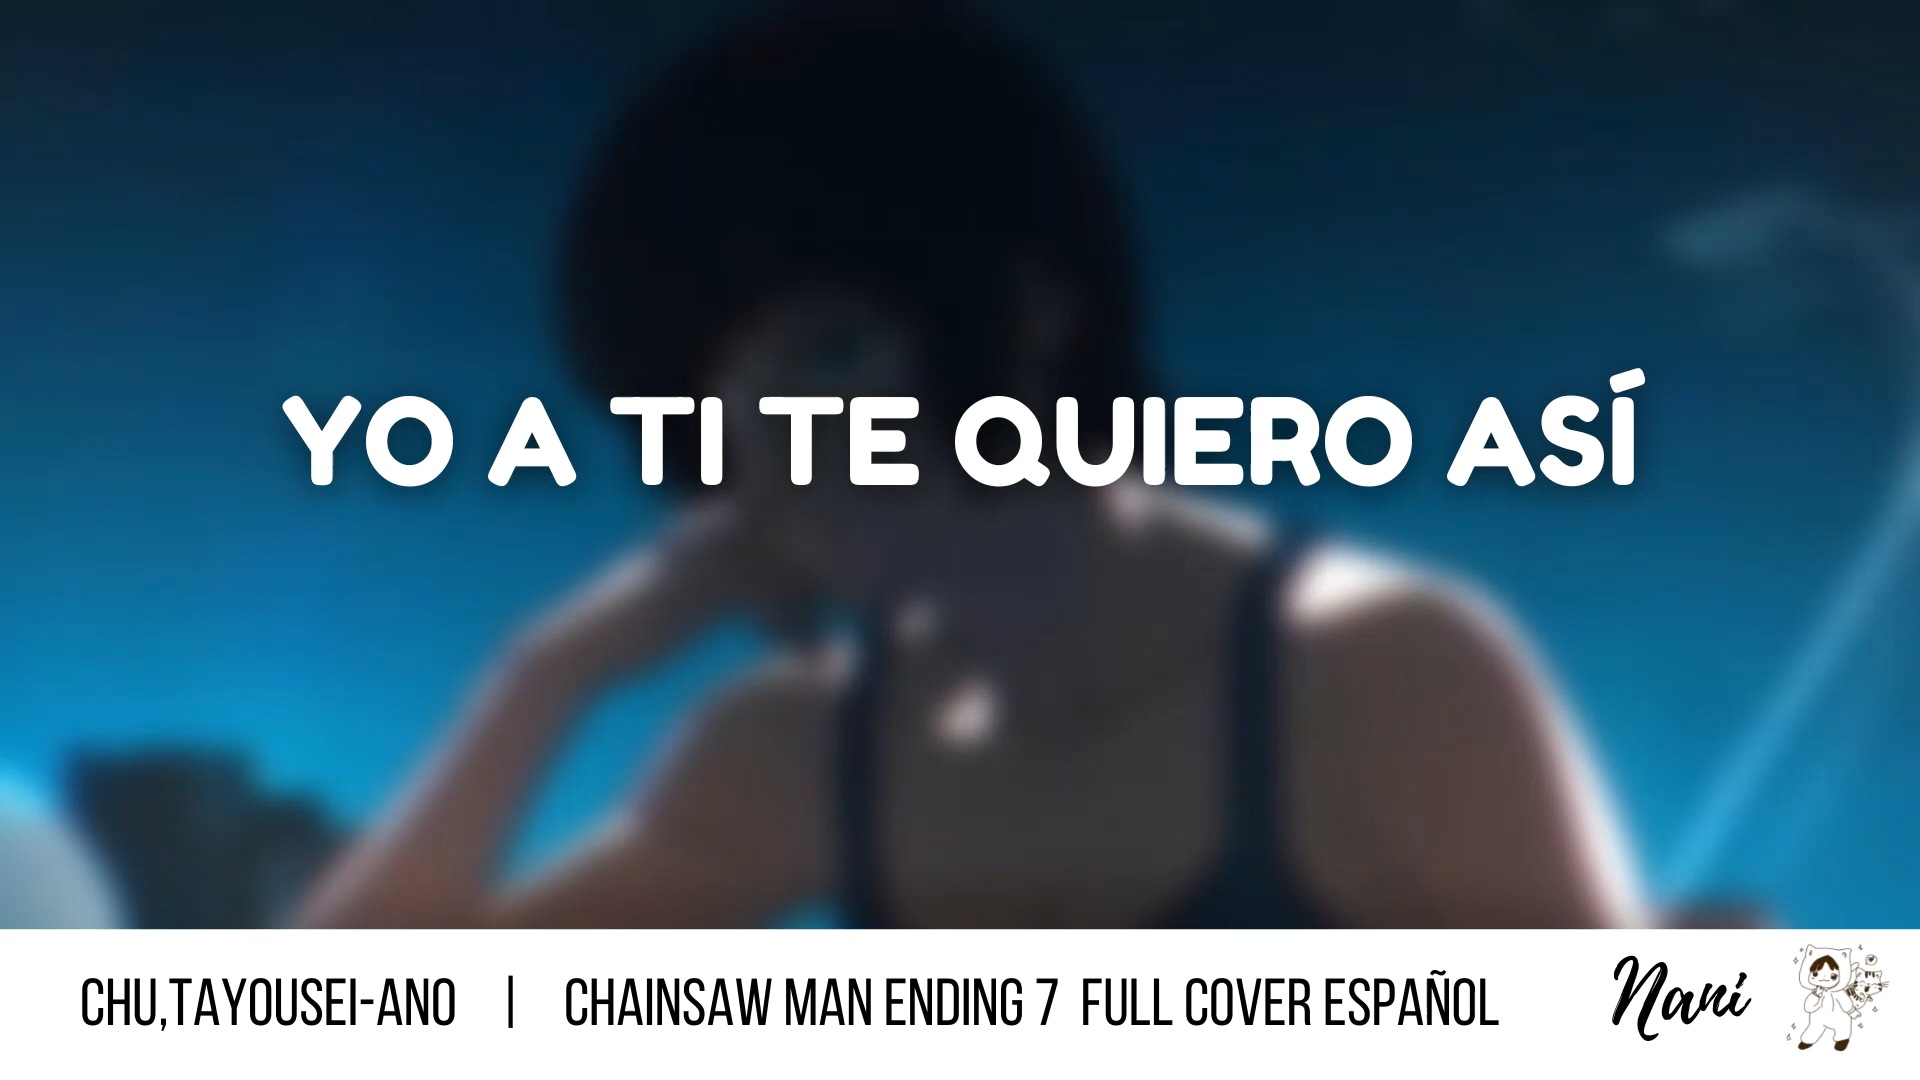 YO A TI TE QUIERO ASÍ
CHU,TAYOUSEI-ANO | CHAINSAW MAN ENDING 7 FULL COVER ESPAÑOL
Nani